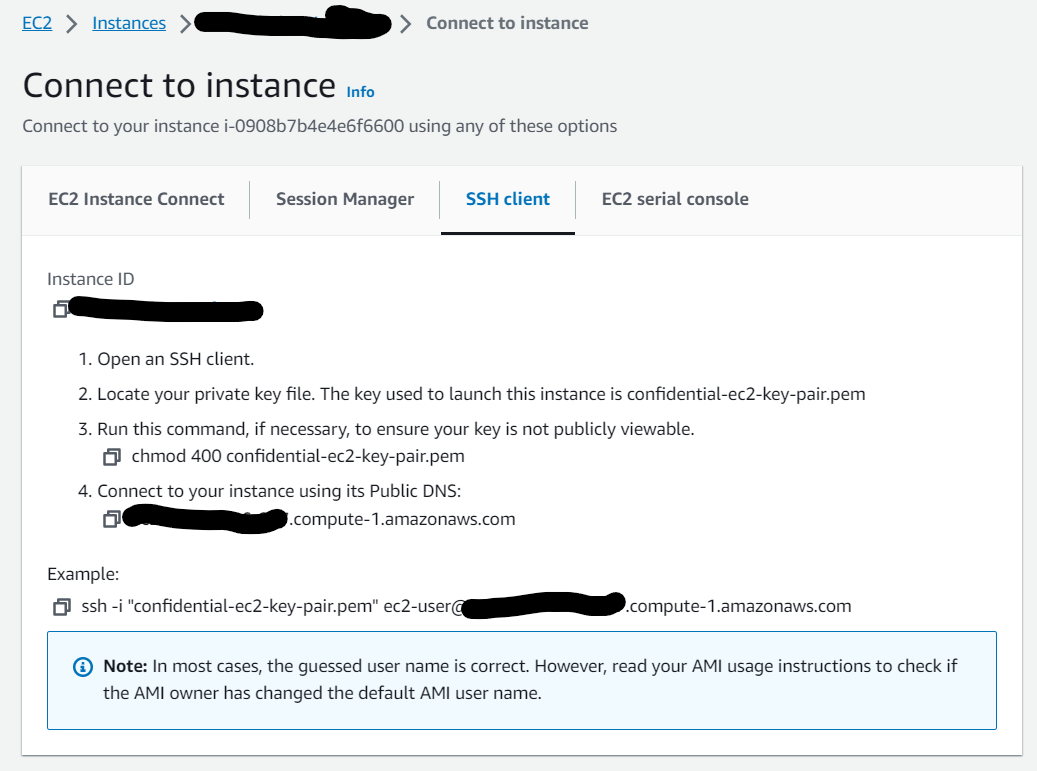 EC2 Instances Connect to instance
Connect to instance Info
Connect to your instance i-0908b7b4e4e6f6600 using any of these options
EC2 Instance Connect Session Manager SSH client EC2 serial console
Instance ID
1. Open an SSH client.
2. Locate your private key file. The key used to launch this instance is confidential-ec2-key-pair.pem
3. Run this command, if necessary, to ensure your key is not publicly viewable.
chmod 400 confidential-ec2-key-pair.pem
4. Connect to your instance using its Public DNS:
.compute-1.amazonaws.com
Example:
ssh -i "confidential-ec2-key-pair.pem" ec2-user@ .compute-1.amazonaws.com
Note: In most cases, the guessed user name is correct. However, read your AMI usage instructions to check if
the AMI owner has changed the default AMI user name.